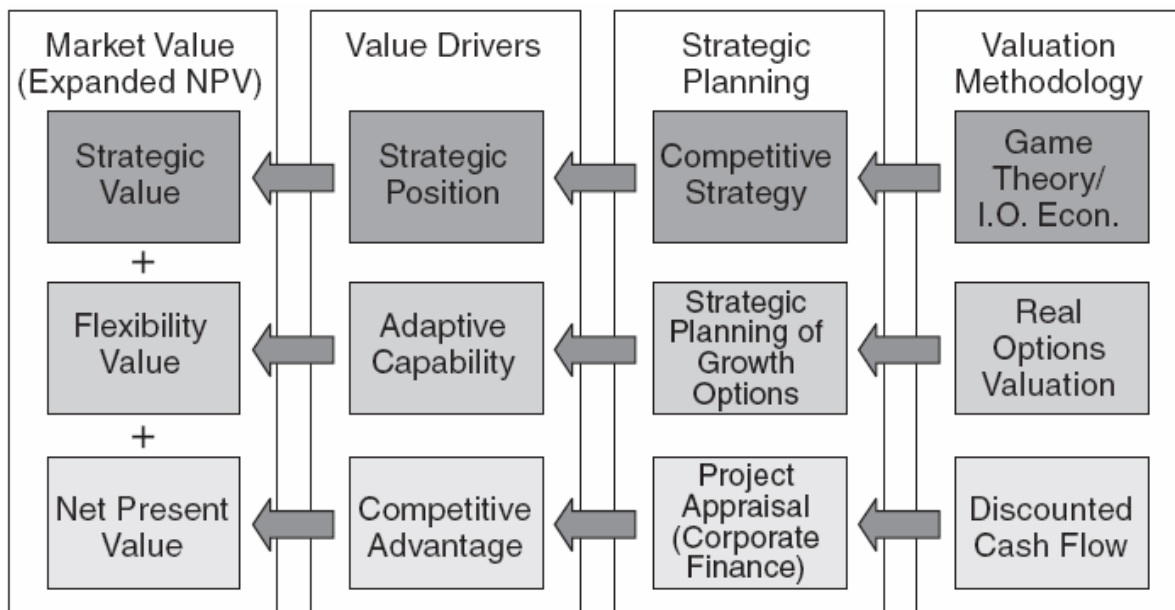 Market Value
(Expanded NPV)
Strategic
Value
+
Flexibility
Value
+
Net Present
Value
Value Drivers
Strategic
Position
Adaptive
Capability
Competitive
Advantage
Strategic
Planning
Competitive
Strategy
Strategic
Planning of
Growth
Options
Project
Appraisal
(Corporate
Finance)
Valuation
Methodology
Game
Theory/
I.O. Econ.
Real
Options
Valuation
Discounted
Cash Flow